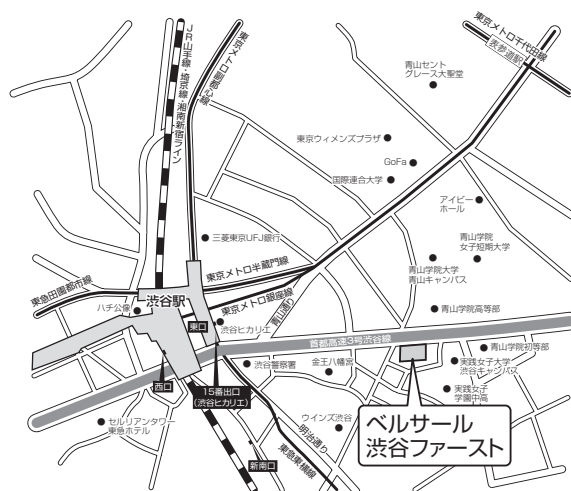 東京メトロ千代田線
表参道駅
JR山手線・埼京線・湘南新宿ライン
東京メトロ副都心線
青山セント
グレース大聖堂
東京ウィメンズプラザ
GoFa
国際連合大学
アイビー
ホール
三菱東京UFJ銀行
青山学院
女子短期大学
東京メトロ半蔵門線
青山学院大学
青山キャンパス
東急田園都市線
渋谷駅
ハチ公像
東京メトロ銀座線
青山通り
青山学院高等部
東口
渋谷ヒカリエ
首都高速3号渋谷線
青山学院初等部
渋谷警察署
金王八幡宮
実践女子大学
渋谷キャンパス
西口
15番出口
(渋谷ヒカリエ)
実践女子
学園中高
セルリアンタワー
東急ホテル
ウインズ渋谷
明治通り
ベルサール
渋谷ファースト
新南口
東急東横線